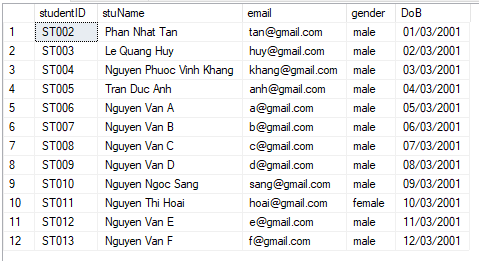 studentID stuName email gender DoB
1 ST002 Phan Nhat Tan tan@gmail.com male 01/03/2001
2 ST003 Le Quang Huy huy@gmail.com male 02/03/2001
3 ST004 Nguyen Phuoc Vinh Khang khang@gmail.com male 03/03/2001
4 ST005 Tran Duc Anh anh@gmail.com male 04/03/2001
5 ST006 Nguyen Van A a@gmail.com male 05/03/2001
6 ST007 Nguyen Van B b@gmail.com male 06/03/2001
7 ST008 Nguyen Van C c@gmail.com male 07/03/2001
8 ST009 Nguyen Van D d@gmail.com male 08/03/2001
9 ST010 Nguyen Ngoc Sang sang@gmail.com male 09/03/2001
10 ST011 Nguyen Thi Hoai hoai@gmail.com female 10/03/2001
11 ST012 Nguyen Van E e@gmail.com male 11/03/2001
12 ST013 Nguyen Van F f@gmail.com male 12/03/2001